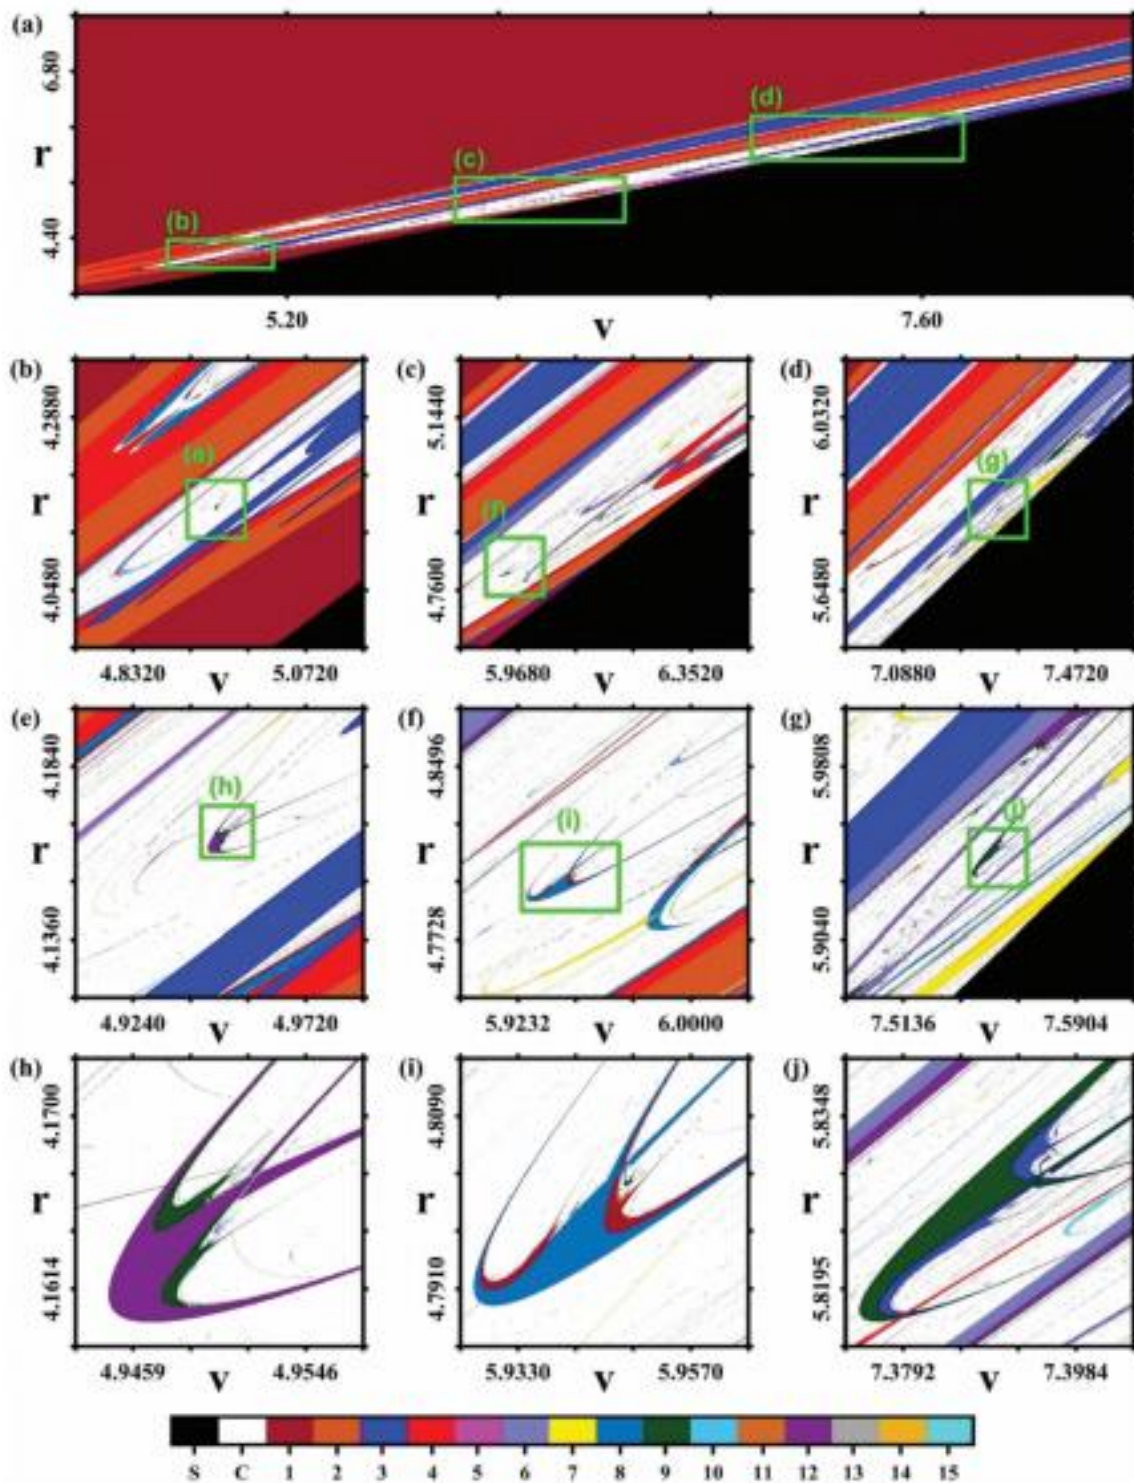 (a)
6.80
r
4.40
(b)
(c)
(d)
5.20
v
7.60
(b)
4.2880
r
4.0480
(a)
4.8320
v
5.0720
(c)
5.1440
r
4.7600
(f)
5.9680
v
6.3520
(d)
6.0320
r
5.6480
(g)
7.0880
v
7.4720
(e)
4.1840
r
4.1360
(h)
4.9240
v
4.9720
(f)
4.8496
r
4.7728
(i)
5.9232
v
6.0000
(g)
5.9808
r
5.9040
7.5136
v
7.5904
(h)
4.1700
r
4.1614
4.9459
v
4.9546
(i)
4.8090
r
4.7910
5.9330
v
5.9570
(j)
5.8348
r
5.8195
7.3792
v
7.3984
S C 1 2 3 4 5 6 7 8 9 10 11 12 13 14 15